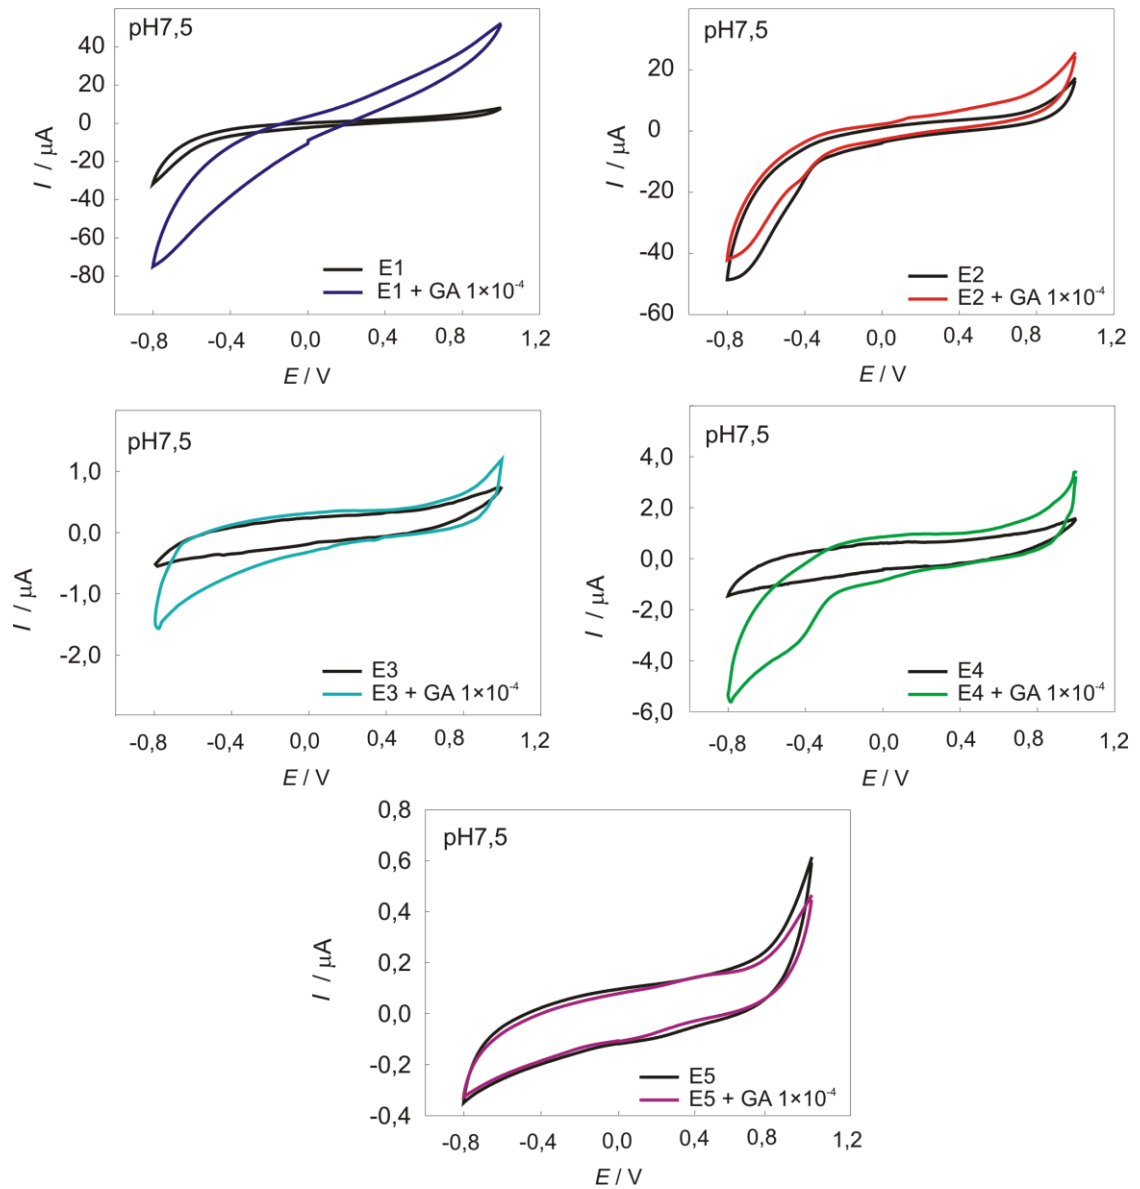 pH7,5
40
20
0
-20
-40
-60
-80
I / µA
E1
E1 + GA 1×10⁻⁴
-0,8
-0,4
0,0
0,4
0,8
1,2
E / V
pH7,5
20
0
-20
-40
-60
I / µA
E2
E2 + GA 1×10⁻⁴
-0,8
-0,4
0,0
0,4
0,8
1,2
E / V
pH7,5
1,0
0,0
-1,0
-2,0
I / µA
E3
E3 + GA 1×10⁻⁴
-0,8
-0,4
0,0
0,4
0,8
1,2
E / V
pH7,5
4,0
2,0
0,0
-2,0
-4,0
-6,0
I / µA
E4
E4 + GA 1×10⁻⁴
-0,8
-0,4
0,0
0,4
0,8
1,2
E / V
pH7,5
0,8
0,6
0,4
0,2
0,0
-0,2
-0,4
I / µA
E5
E5 + GA 1×10⁻⁴
-0,8
-0,4
0,0
0,4
0,8
1,2
E / V